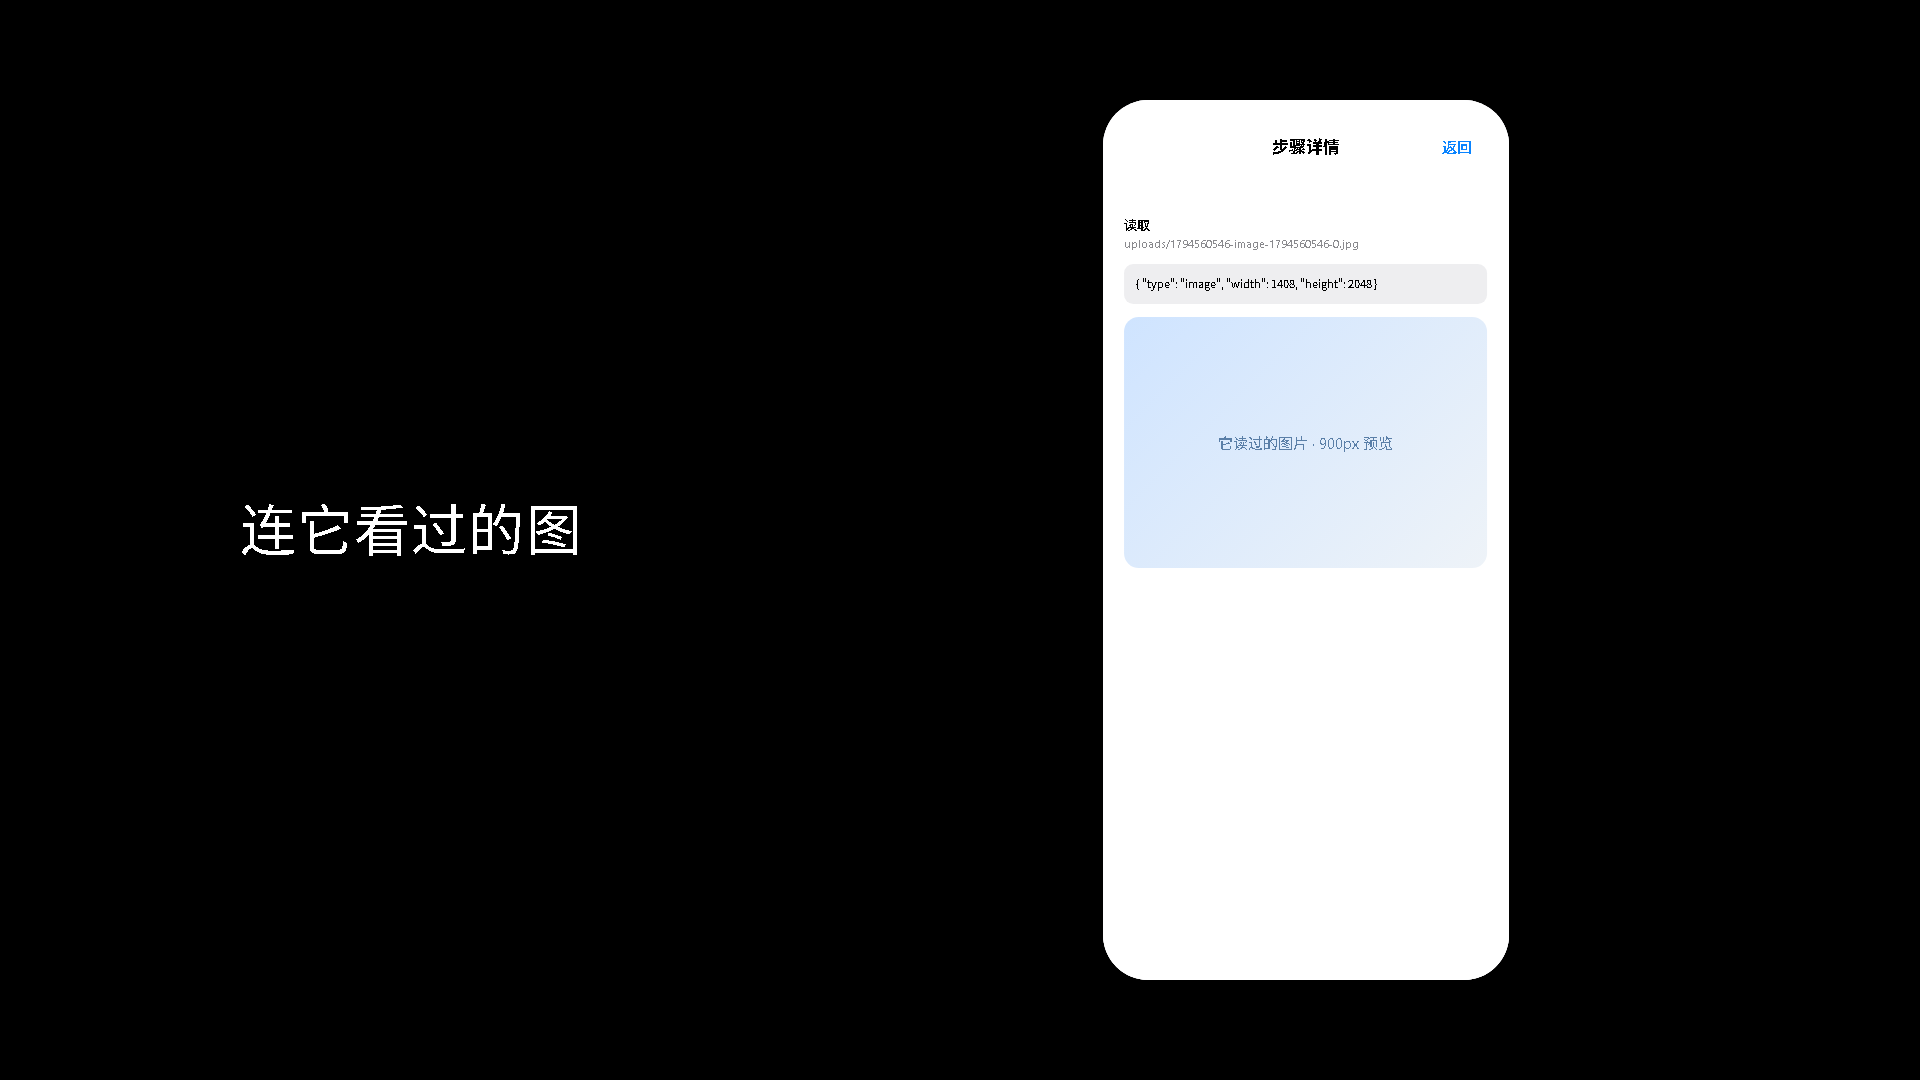 连它看过的图
步骤详情
返回
读取
uploads/1794560546-image-1794560546-0.jpg
{ "type": "image", "width": 1408, "height": 2048}
它读过的图片 · 900px 预览